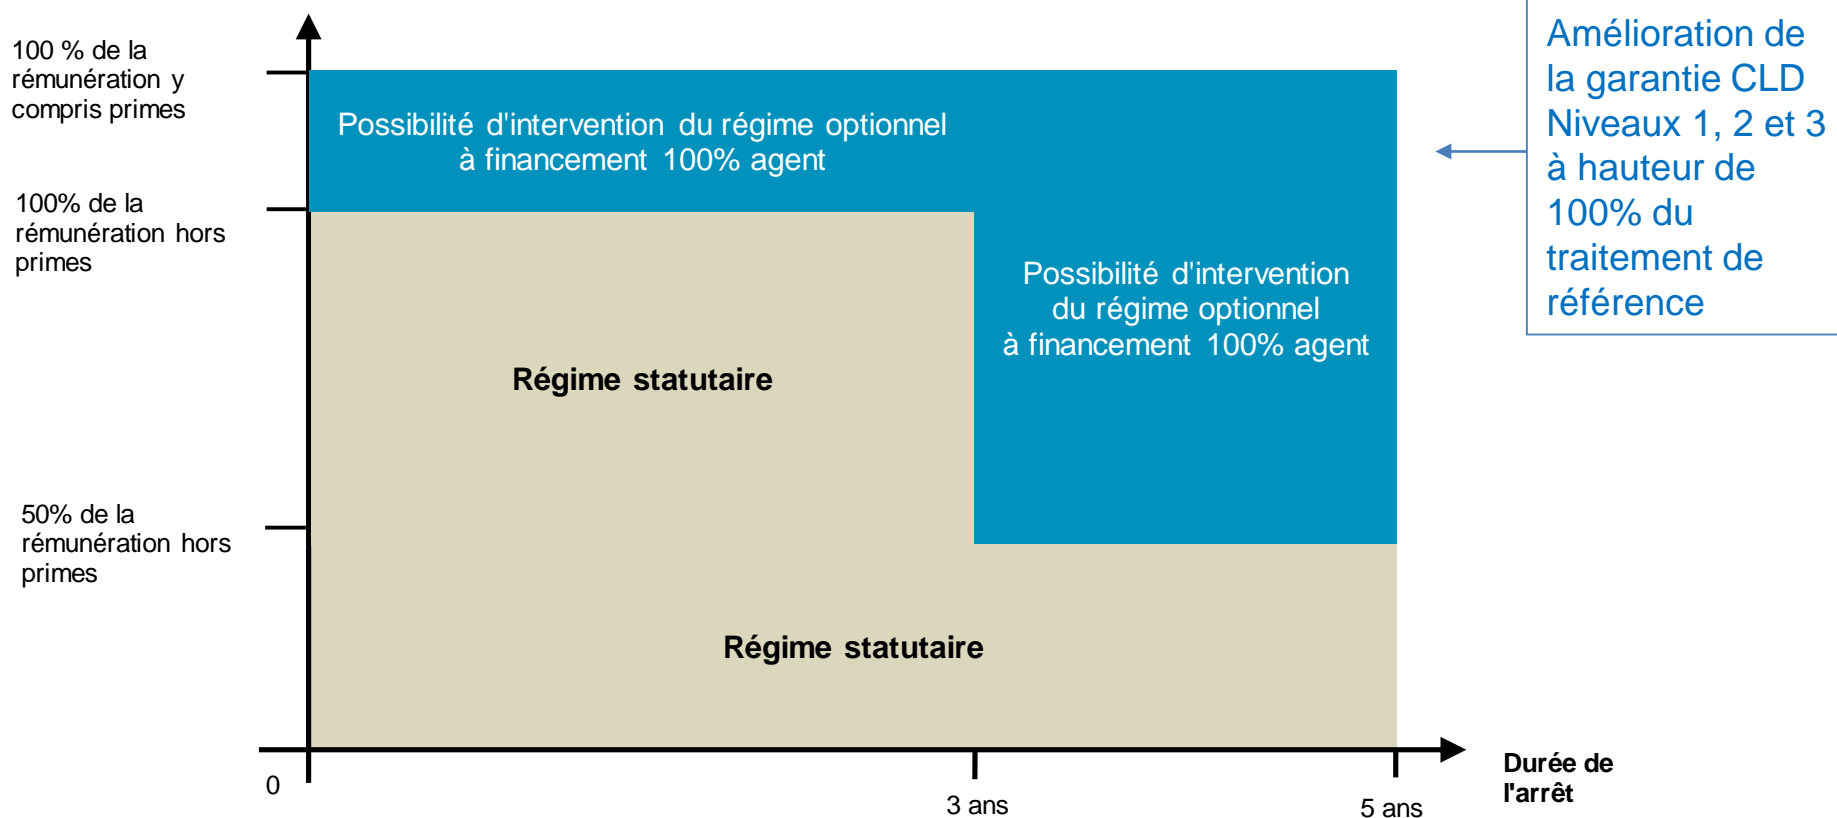 100 % de la
rémunération y
compris primes
100% de la
rémunération hors
primes
50% de la
rémunération hors
primes
Possibilité d'intervention du régime optionnel
à financement 100% agent
Possibilité d'intervention
du régime optionnel
à financement 100% agent
Régime statutaire
Régime statutaire
Amélioration de
la garantie CLD
Niveaux 1, 2 et 3
à hauteur de
100% du
traitement de
référence
0
3 ans
5 ans
Durée de
l'arrêt